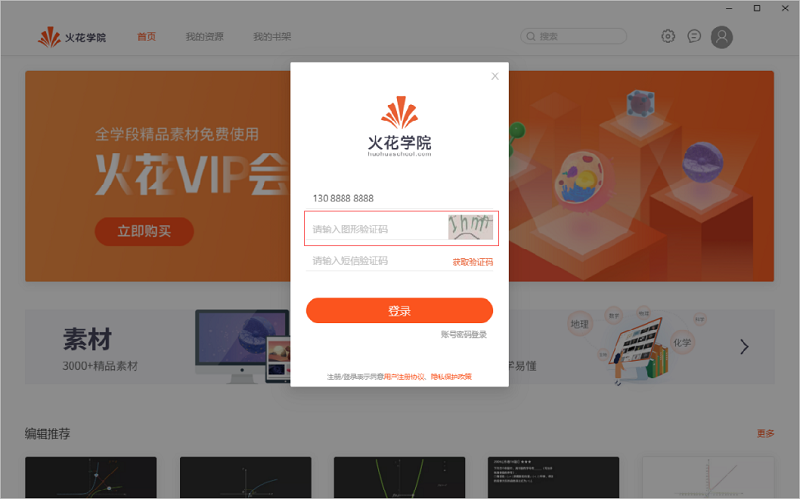 火花学院
首页
我的资源
我的书架
搜索
全学段精品素材免费使用
火花VIP会
立即购买
火花学院
huohuaschool.com
130 8888 8888
请输入图形验证码
请输入短信验证码
获取验证码
登录
账号密码登录
注册/登录表示同意用户注册协议、隐私保护政策
素材
3000+精品素材
学易懂
地理
数学
物理
化学
编辑推荐
更多